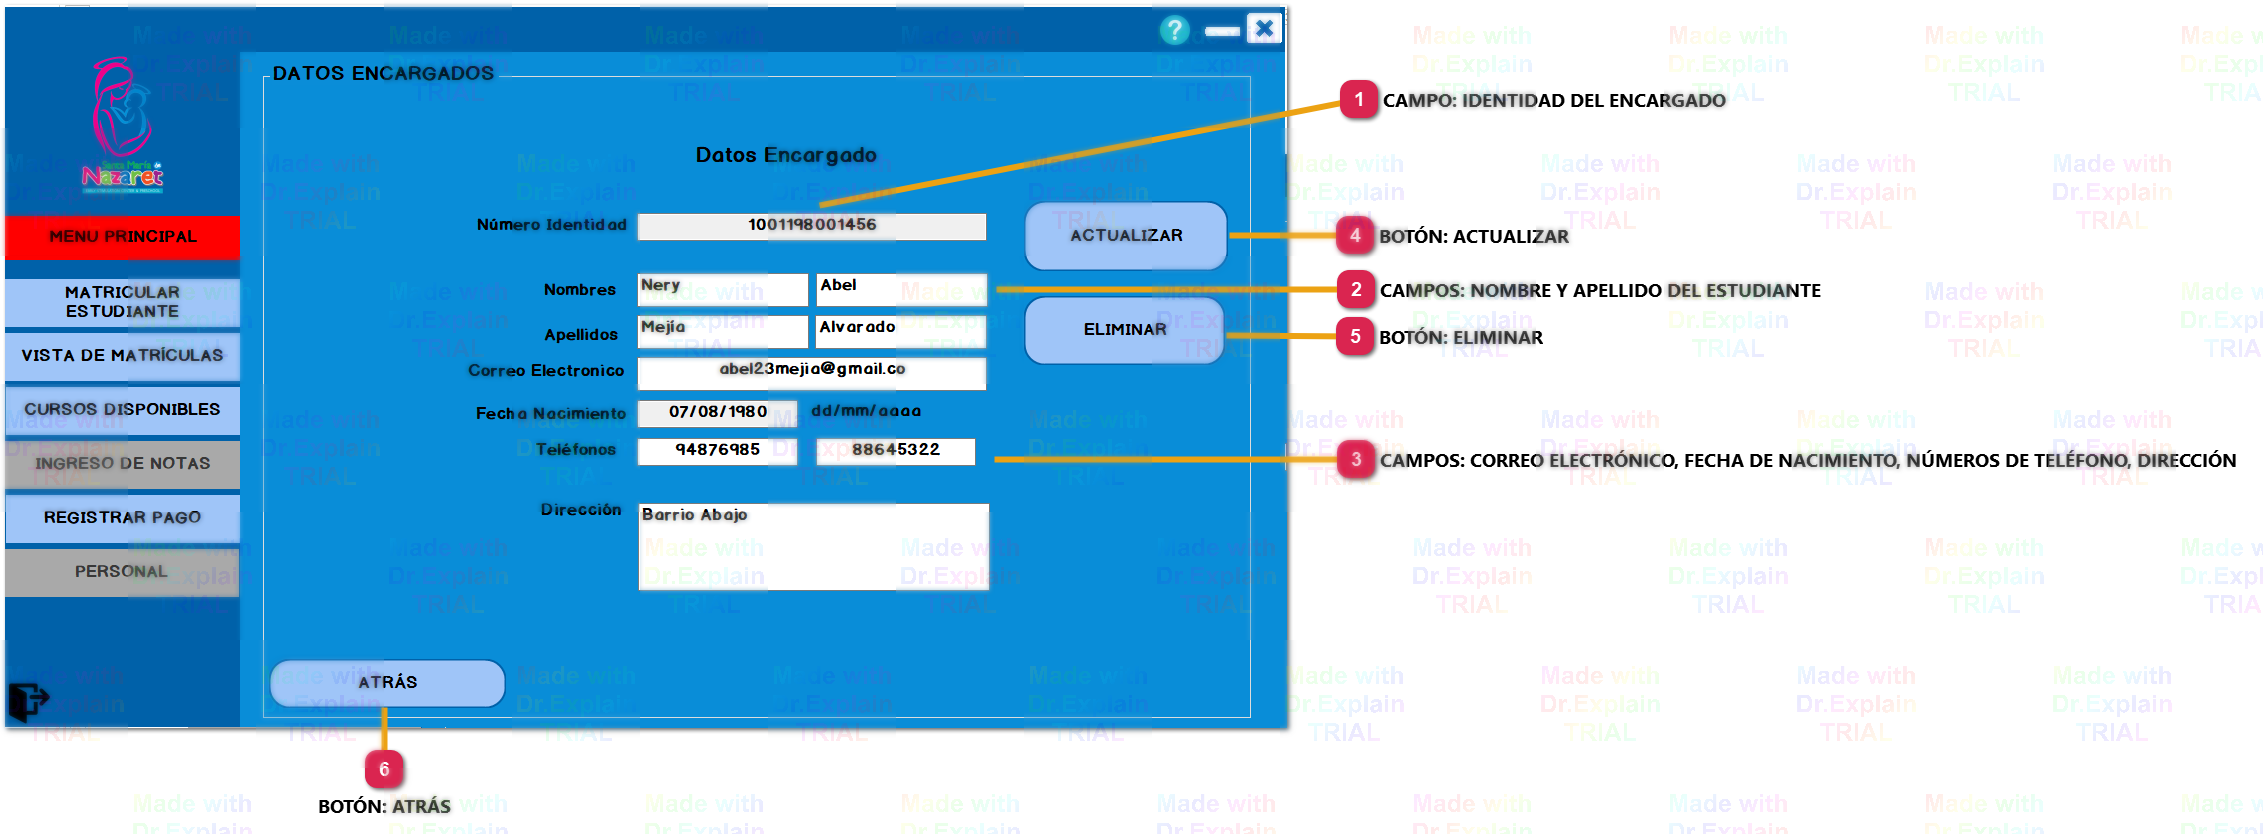 DATOS ENCARGADOS
Santa María de
Nazaret
MENU PRINCIPAL
MATRICULAR
ESTUDIANTE
VISTA DE MATRÍCULAS
CURSOS DISPONIBLES
INGRESO DE NOTAS
REGISTRAR PAGO
PERSONAL
Datos Encargado
Número Identidad 1001198001456
Nombres Nery Abel
Apellidos Mejía Alvarado
Correo Electronico abel23mejia@gmail.co
Fecha Nacimiento 07/08/1980 dd/mm/aaaa
Teléfonos 94876985 88645322
Dirección Barrio Abajo
ACTUALIZAR
ELIMINAR
ATRÁS
1 CAMPO: IDENTIDAD DEL ENCARGADO
4 BOTÓN: ACTUALIZAR
2 CAMPOS: NOMBRE Y APELLIDO DEL ESTUDIANTE
5 BOTÓN: ELIMINAR
3 CAMPOS: CORREO ELECTRÓNICO, FECHA DE NACIMIENTO, NÚMEROS DE TELÉFONO, DIRECCIÓN
6
BOTÓN: ATRÁS
Made with
Dr.Explain
TRIAL